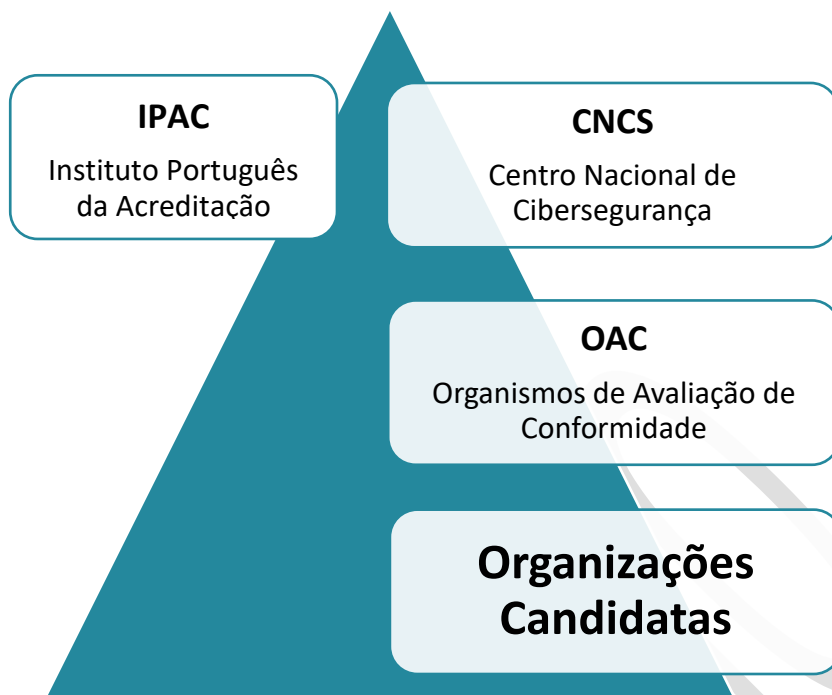 IPAC
Instituto Português
da Acreditação
CNCS
Centro Nacional de
Cibersegurança
OAC
Organismos de Avaliação de
Conformidade
Organizações
Candidatas